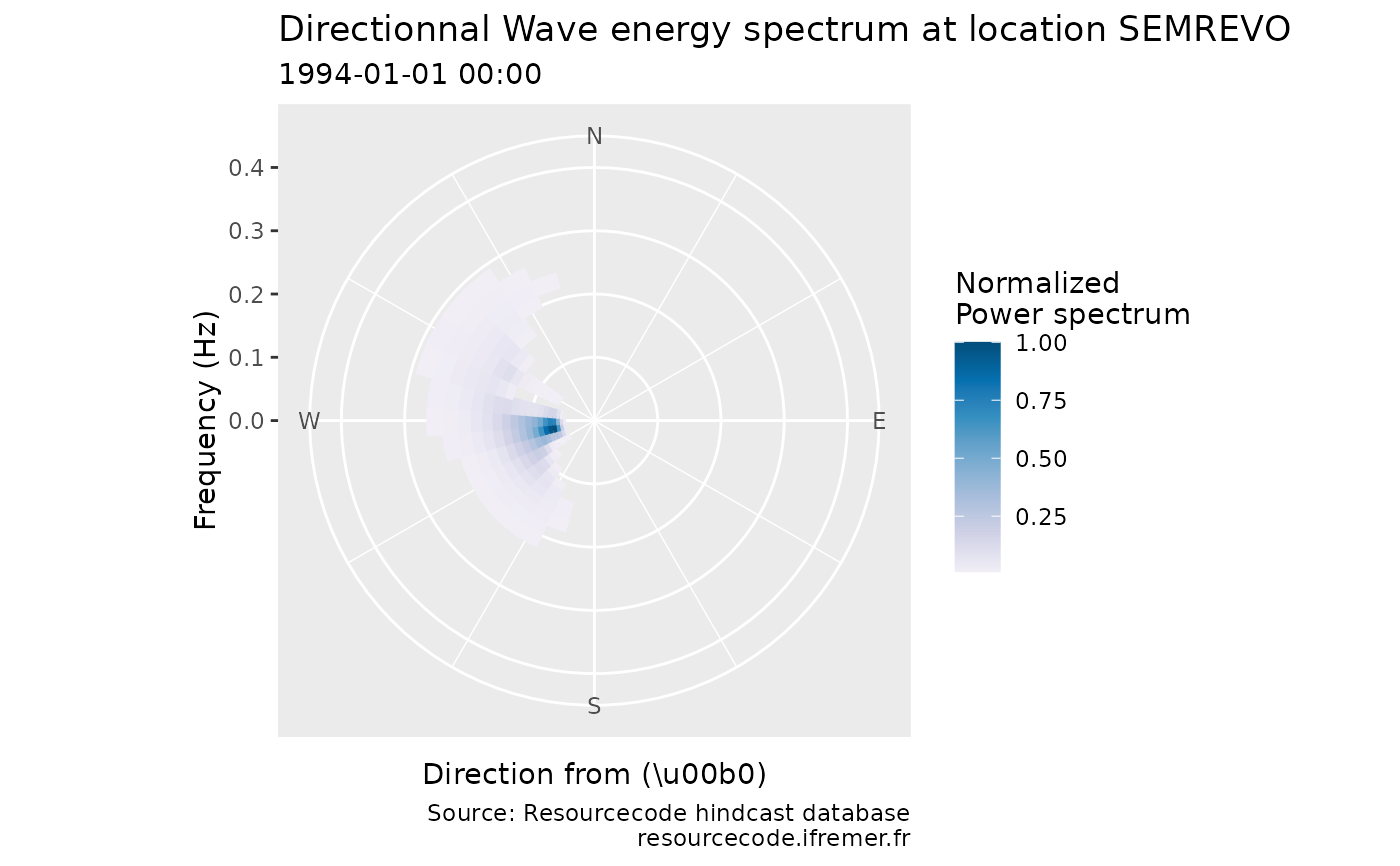 Directionnal Wave energy spectrum at location SEMREVO
1994-01-01 00:00
N
0.4
0.3
0.2
0.1
0.0
W
E
S
Frequency (Hz)
Normalized
Power spectrum
1.00
0.75
0.50
0.25
Direction from (\u00b0)
Source: Resourcecode hindcast database
resourcecode.ifremer.fr